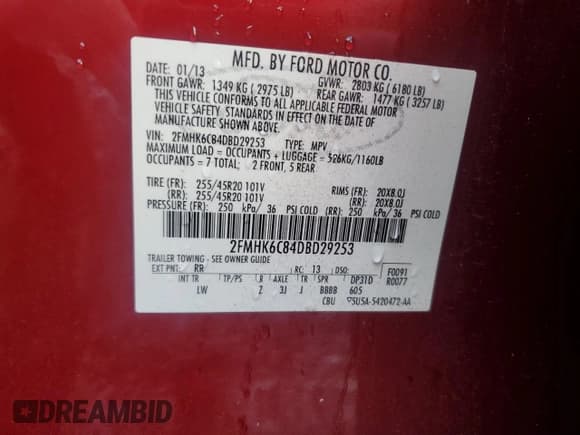 MFD. BY FORD MOTOR CO.
DATE: 01/13 GVWR: 2803 KG ( 6180 LB)
FRONT GAWR: 1349 KG ( 2975 LB) REAR GAWR: 1477 KG ( 3257 LB)
THIS VEHICLE CONFORMS TO ALL APPLICABLE FEDERAL MOTOR
VEHICLE SAFETY STANDARDS IN EFFECT ON THE DATE OF
MANUFACTURE SHOWN ABOVE.
VIN: 2FMHK6C84DBD29253 TYPE: MPV
MAXIMUM LOAD = OCCUPANTS + LUGGAGE = 526KG/1160LB
OCCUPANTS = 7 TOTAL; 2 FRONT, 5 REAR
TIRE (FR): 255/45R20 101V RIMS (FR): 20X8.0J
(RR): 255/45R20 101V (RR): 20X8.0J
PRESSURE (FR): 250 kPa/ 36 PSI COLD (RR): 250 kPa/ 36 PSI COLD
2FMHK6C84DBD29253
TRAILER TOWING - SEE OWNER GUIDE F0091
EXT PNT: RR RC: 13 DSO: R0077
INT TR TP/PS R AXLE TR SPR DP31D
LW Z 3J J BBBB 605
CBU 5U5A-5420472-AA
DREAMBID